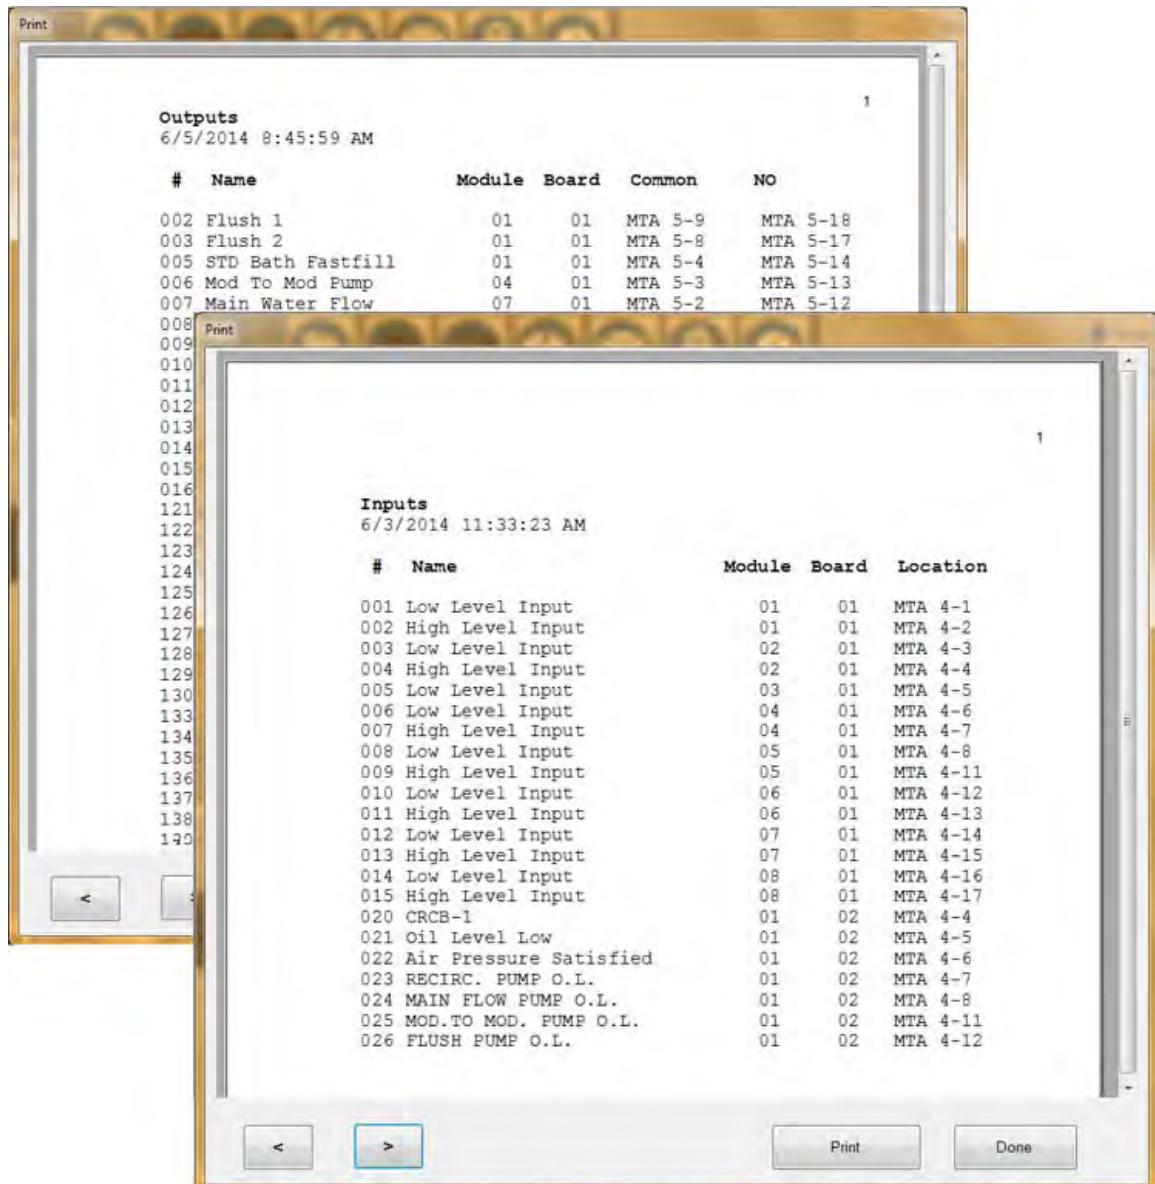 Print
1
Outputs
6/5/2014 8:45:59 AM
# Name Module Board Common NO
002 Flush 1 01 01 MTA 5-9 MTA 5-18
003 Flush 2 01 01 MTA 5-8 MTA 5-17
005 STD Bath Fastfill 01 01 MTA 5-4 MTA 5-14
006 Mod To Mod Pump 04 01 MTA 5-3 MTA 5-13
007 Main Water Flow 07 01 MTA 5-2 MTA 5-12
008
009
010
011
012
013
014
015
016
121
122
123
124
125
126
127
128
129
130
133
134
135
136
137
138
<
Print
1
Inputs
6/3/2014 11:33:23 AM
# Name Module Board Location
001 Low Level Input 01 01 MTA 4-1
002 High Level Input 01 01 MTA 4-2
003 Low Level Input 02 01 MTA 4-3
004 High Level Input 02 01 MTA 4-4
005 Low Level Input 03 01 MTA 4-5
006 Low Level Input 04 01 MTA 4-6
007 High Level Input 04 01 MTA 4-7
008 Low Level Input 05 01 MTA 4-8
009 High Level Input 05 01 MTA 4-11
010 Low Level Input 06 01 MTA 4-12
011 High Level Input 06 01 MTA 4-13
012 Low Level Input 07 01 MTA 4-14
013 High Level Input 07 01 MTA 4-15
014 Low Level Input 08 01 MTA 4-16
015 High Level Input 08 01 MTA 4-17
020 CRCB-1 01 02 MTA 4-4
021 Oil Level Low 01 02 MTA 4-5
022 Air Pressure Satisfied 01 02 MTA 4-6
023 RECIRC. PUMP O.L. 01 02 MTA 4-7
024 MAIN FLOW PUMP O.L. 01 02 MTA 4-8
025 MOD.TO MOD. PUMP O.L. 01 02 MTA 4-11
026 FLUSH PUMP O.L. 01 02 MTA 4-12
< > Print Done